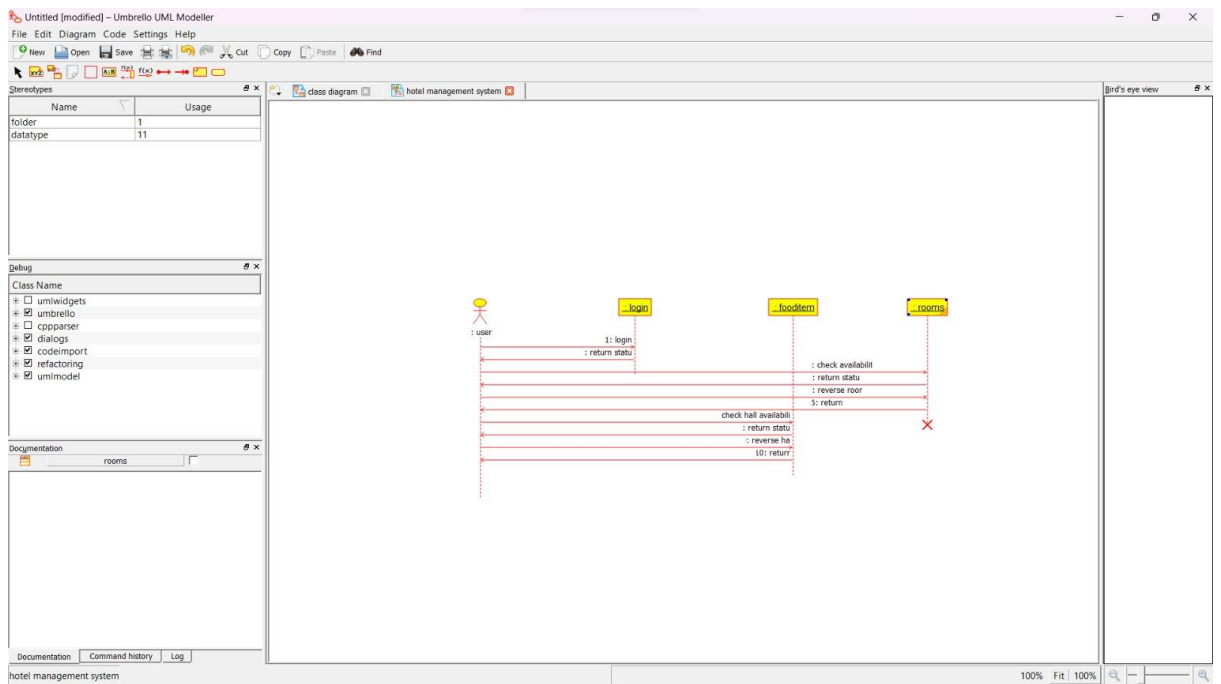 Untitled [modified] – Umbrello UML Modeller
File Edit Diagram Code Settings Help
New Open Save Cut Copy Paste Find
Stereotypes
class diagram
hotel management system
Bird's eye view
Name Usage
folder 1
datatype 11
Debug
Class Name
umlwidgets
umbrello
cppparser
dialogs
codeimport
refactoring
umlmodel
: login
: fooditem
: rooms
: user
1: login
: return statu
: check availabilit
: return statu
: reverse roor
5: return
check hall availabili
: return statu
: reverse ha
10: returr
Documentation
rooms
Documentation Command history Log
hotel management system
100% Fit 100%